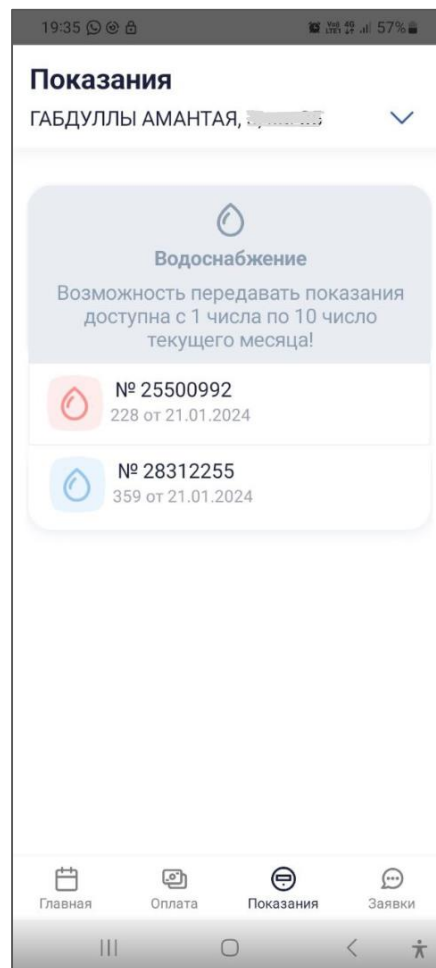 19:35
57%
Показания
ГАБДУЛЛЫ АМАНТАЯ,
Водоснабжение
Возможность передавать показания
доступна с 1 числа по 10 число
текущего месяца!
№ 25500992
228 от 21.01.2024
№ 28312255
359 от 21.01.2024
Главная Оплата Показания Заявки